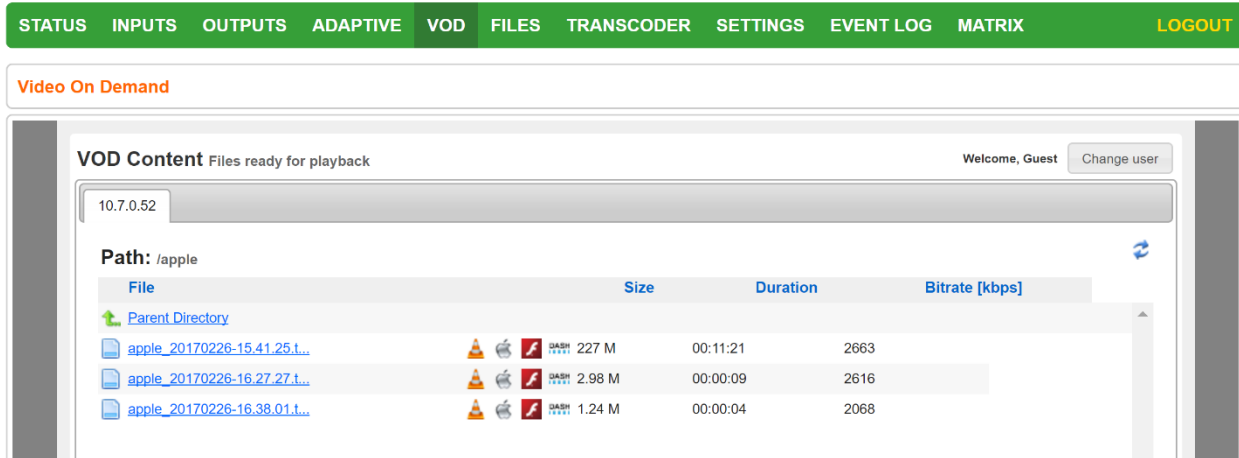 STATUS INPUTS OUTPUTS ADAPTIVE VOD FILES TRANSCODER SETTINGS EVENT LOG MATRIX LOGOUT
Video On Demand
VOD Content Files ready for playback Welcome, Guest Change user
10.7.0.52
Path: /apple
File Size Duration Bitrate [kbps]
Parent Directory
apple_20170226-15.41.25.t... DASH 227 M 00:11:21 2663
apple_20170226-16.27.27.t... DASH 2.98 M 00:00:09 2616
apple_20170226-16.38.01.t... DASH 1.24 M 00:00:04 2068